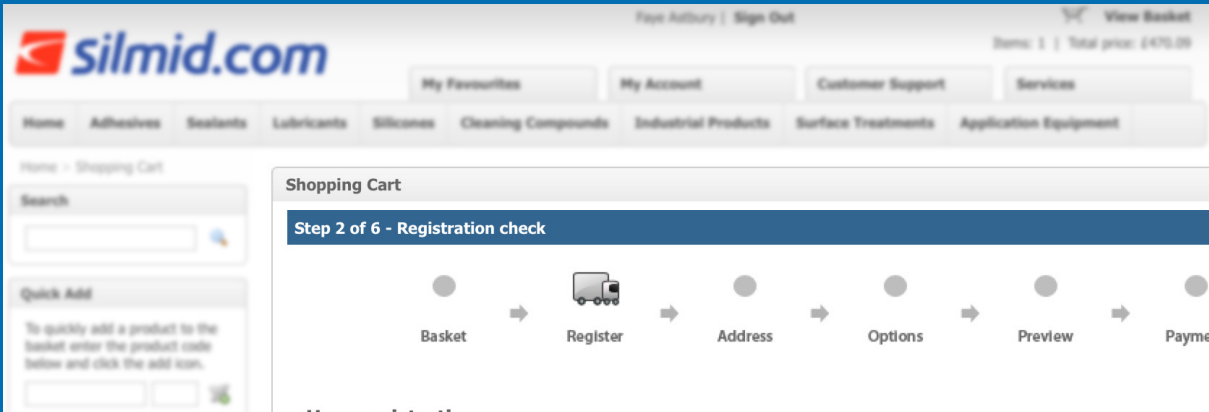 Faye Astbury | Sign Out
View Basket
Silmid.com
Items: 1 | Total price: £470.09
My Favourites
My Account
Customer Support
Services
Home
Adhesives
Sealants
Lubricants
Silicones
Cleaning Compounds
Industrial Products
Surface Treatments
Application Equipment
Home > Shopping Cart
Search
Quick Add
To quickly add a product to the
basket enter the product code
below and click the add icon.
Shopping Cart
Step 2 of 6 - Registration check
Basket
Register
Address
Options
Preview
Payme